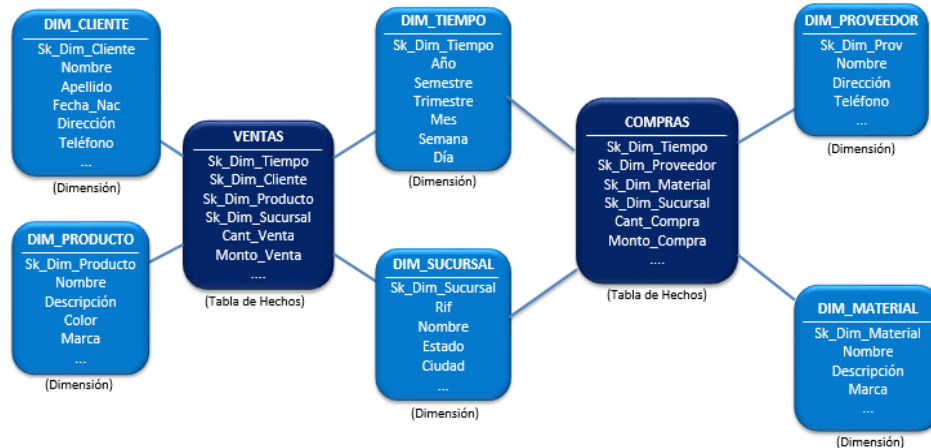 DIM_CLIENTE
Sk_Dim_Cliente
Nombre
Apellido
Fecha_Nac
Dirección
Teléfono
...
(Dimensión)
DIM_PRODUCTO
Sk_Dim_Producto
Nombre
Descripción
Color
Marca
...
(Dimensión)
VENTAS
Sk_Dim_Tiempo
Sk_Dim_Cliente
Sk_Dim_Producto
Sk_Dim_Sucursal
Cant_Venta
Monto_Venta
....
(Tabla de Hechos)
DIM_TIEMPO
Sk_Dim_Tiempo
Año
Semestre
Trimestre
Mes
Semana
Día
(Dimensión)
DIM_SUCURSAL
Sk_Dim_Sucursal
Rif
Nombre
Estado
Ciudad
...
(Dimensión)
COMPRAS
Sk_Dim_Tiempo
Sk_Dim_Proveedor
Sk_Dim_Material
Sk_Dim_Sucursal
Cant_Compra
Monto_Compra
....
(Tabla de Hechos)
DIM_PROVEEDOR
Sk_Dim_Prov
Nombre
Dirección
Teléfono
...
(Dimensión)
DIM_MATERIAL
Sk_Dim_Material
Nombre
Descripción
Marca
...
(Dimensión)